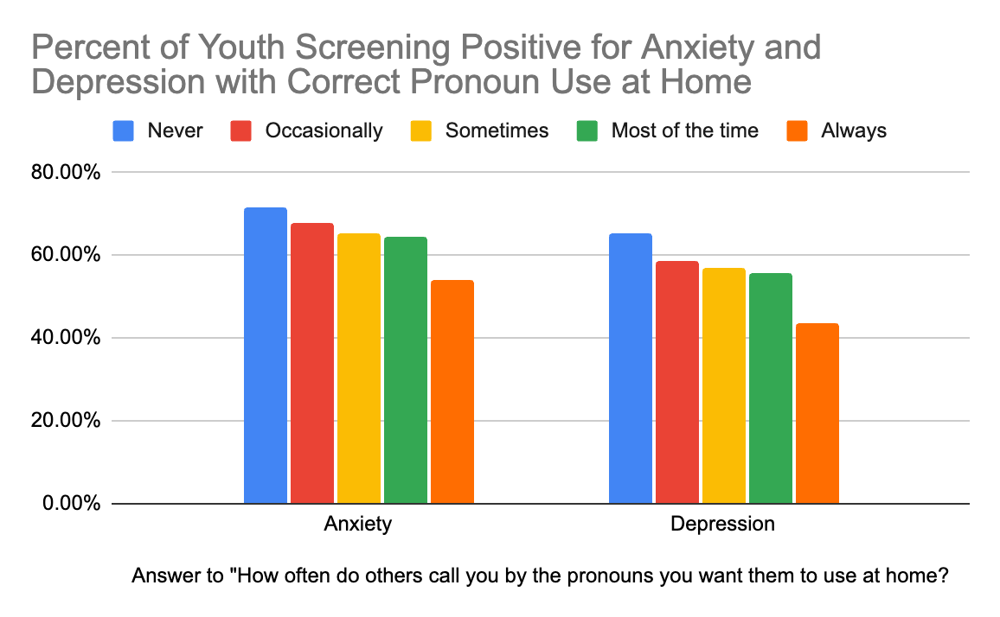 Percent of Youth Screening Positive for Anxiety and
Depression with Correct Pronoun Use at Home
Never Occasionally Sometimes Most of the time Always
80.00%
60.00%
40.00%
20.00%
0.00%
Anxiety Depression
Answer to "How often do others call you by the pronouns you want them to use at home?